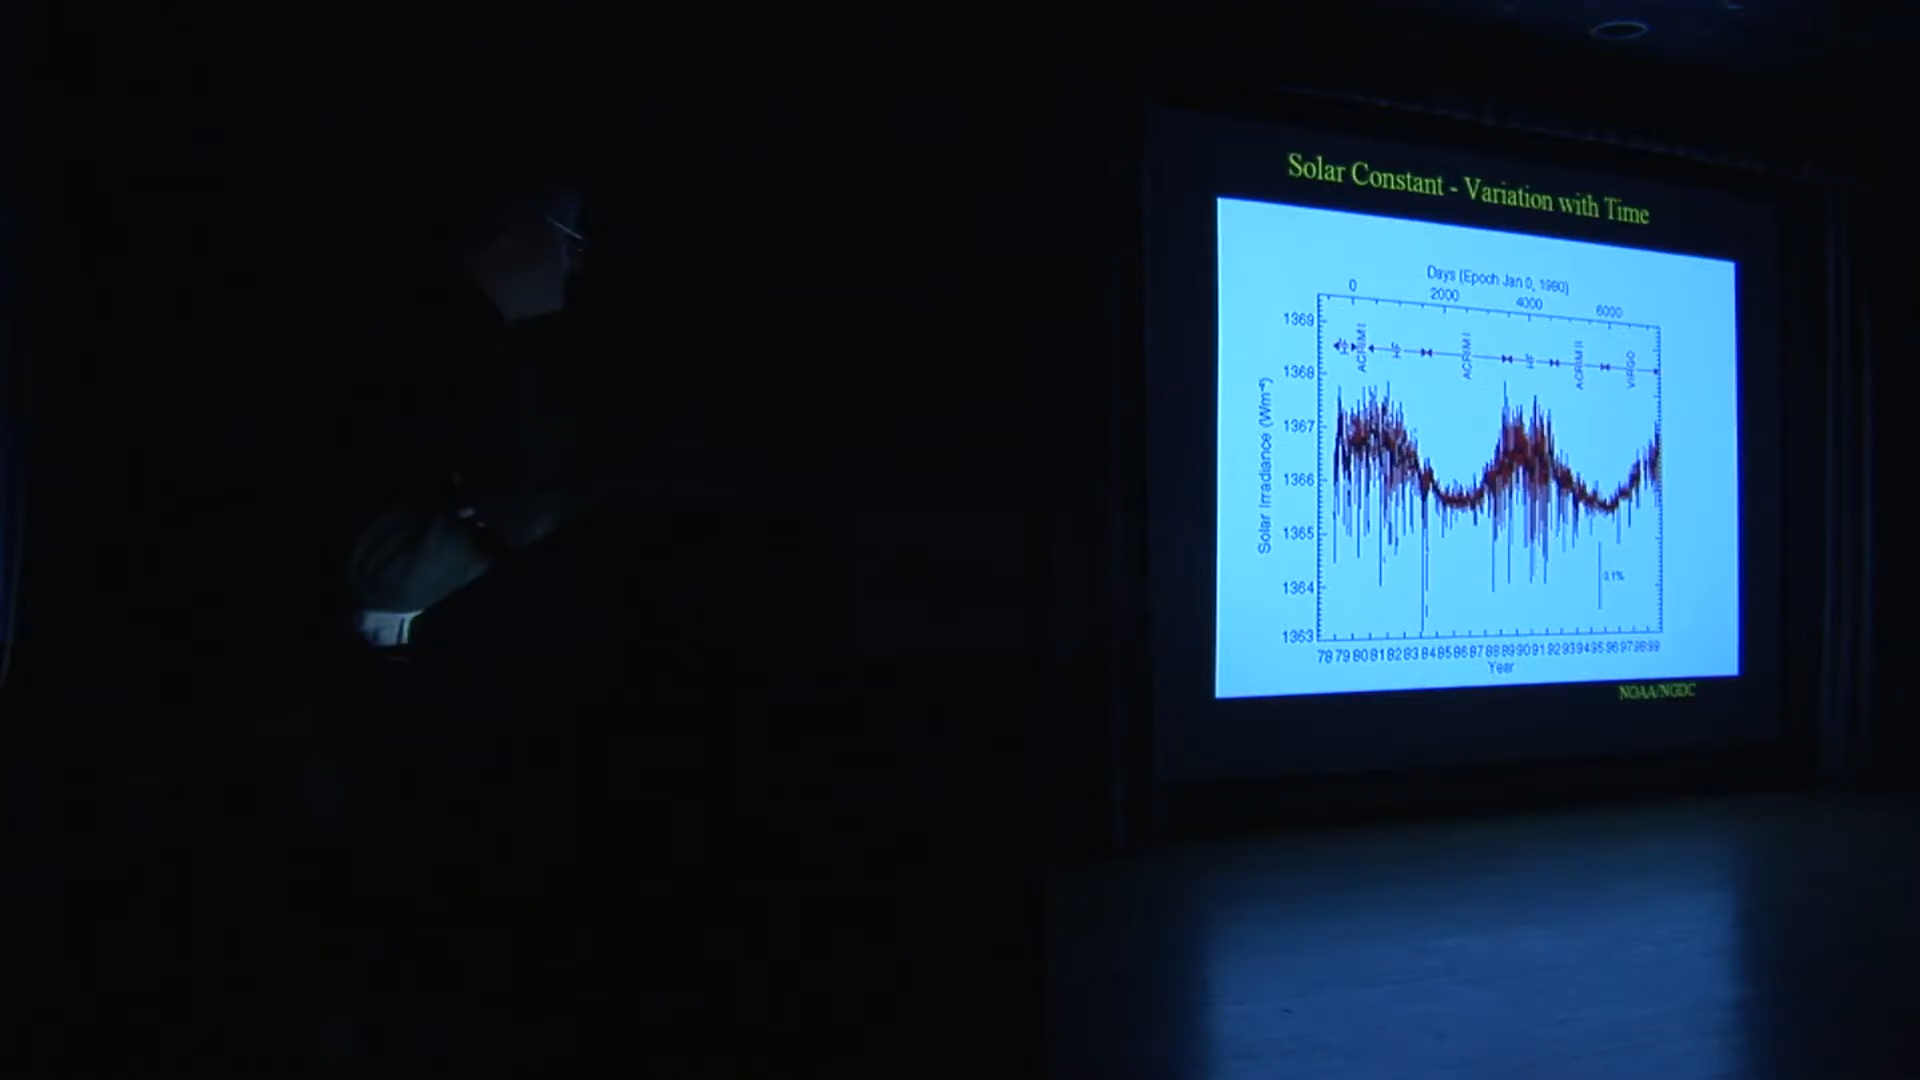 Solar Constant - Variation with Time
Days (Epoch Jan 0, 1980)
0 2000 4000 6000
HF ACRIM I HF ACRIM I HF ACRIM II VIRGO
1369
1368
1367
1366
1365
1364
1363
Solar Irradiance (Wm⁻²)
0.1%
78 79 80 81 82 83 84 85 86 87 88 89 90 91 92 93 94 95 96 97 98 99
Year
NOAA/NGDC